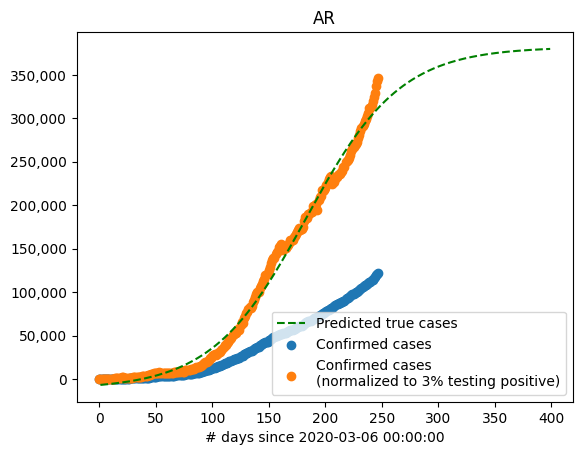 AR
350,000
300,000
250,000
200,000
150,000
100,000
50,000
0
Predicted true cases
Confirmed cases
Confirmed cases
(normalized to 3% testing positive)
0 50 100 150 200 250 300 350 400
# days since 2020-03-06 00:00:00